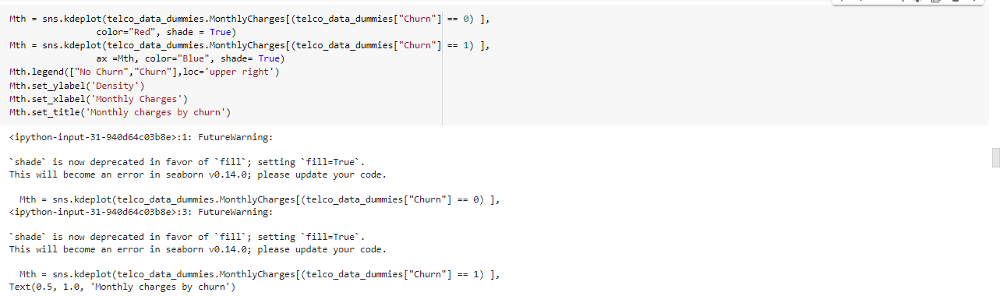 Mth = sns.kdeplot(telco_data_dummies.MonthlyCharges[(telco_data_dummies["Churn"] == 0) ],
                color="Red", shade = True)
Mth = sns.kdeplot(telco_data_dummies.MonthlyCharges[(telco_data_dummies["Churn"] == 1) ],
                ax =Mth, color="Blue", shade= True)
Mth.legend(["No Churn","Churn"],loc='upper right')
Mth.set_ylabel('Density')
Mth.set_xlabel('Monthly Charges')
Mth.set_title('Monthly charges by churn')
<ipython-input-31-940d64c03b8e>:1: FutureWarning:
`shade` is now deprecated in favor of `fill`; setting `fill=True`.
This will become an error in seaborn v0.14.0; please update your code.
  Mth = sns.kdeplot(telco_data_dummies.MonthlyCharges[(telco_data_dummies["Churn"] == 0) ],
<ipython-input-31-940d64c03b8e>:3: FutureWarning:
`shade` is now deprecated in favor of `fill`; setting `fill=True`.
This will become an error in seaborn v0.14.0; please update your code.
  Mth = sns.kdeplot(telco_data_dummies.MonthlyCharges[(telco_data_dummies["Churn"] == 1) ],
Text(0.5, 1.0, 'Monthly charges by churn')